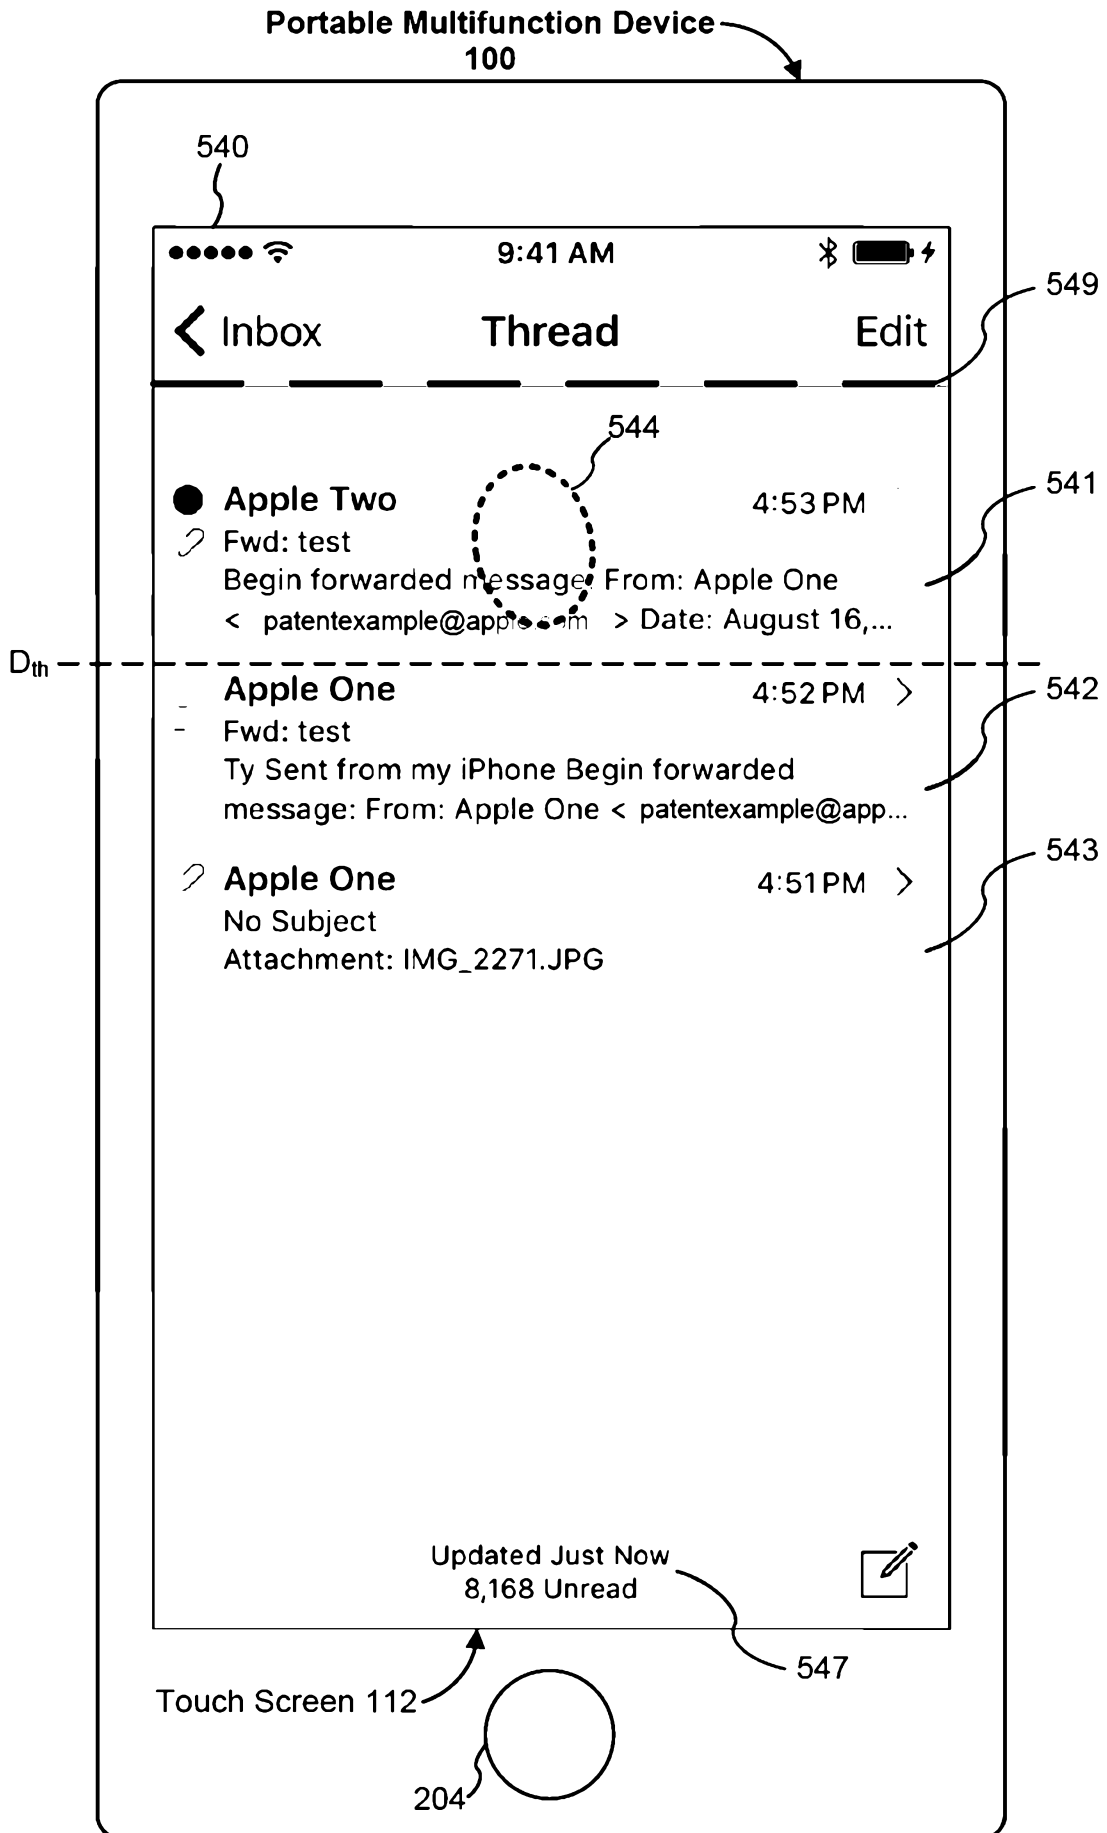 Portable Multifunction Device
100
540
9:41 AM
549
Inbox Thread Edit
544
541
Apple Two 4:53 PM
Fwd: test
Begin forwarded message: From: Apple One
< patentexample@apple.com > Date: August 16,...
Dth
Apple One 4:52 PM >
542
Fwd: test
Ty Sent from my iPhone Begin forwarded
message: From: Apple One < patentexample@app...
543
Apple One 4:51 PM >
No Subject
Attachment: IMG_2271.JPG
Updated Just Now
8,168 Unread
547
Touch Screen 112
204